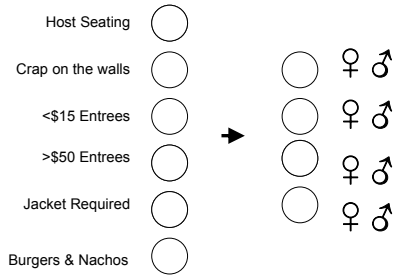 Host Seating
Crap on the walls
<$15 Entrees
>$50 Entrees
Jacket Required
Burgers & Nachos
♀ ♂
♀ ♂
♀ ♂
♀ ♂